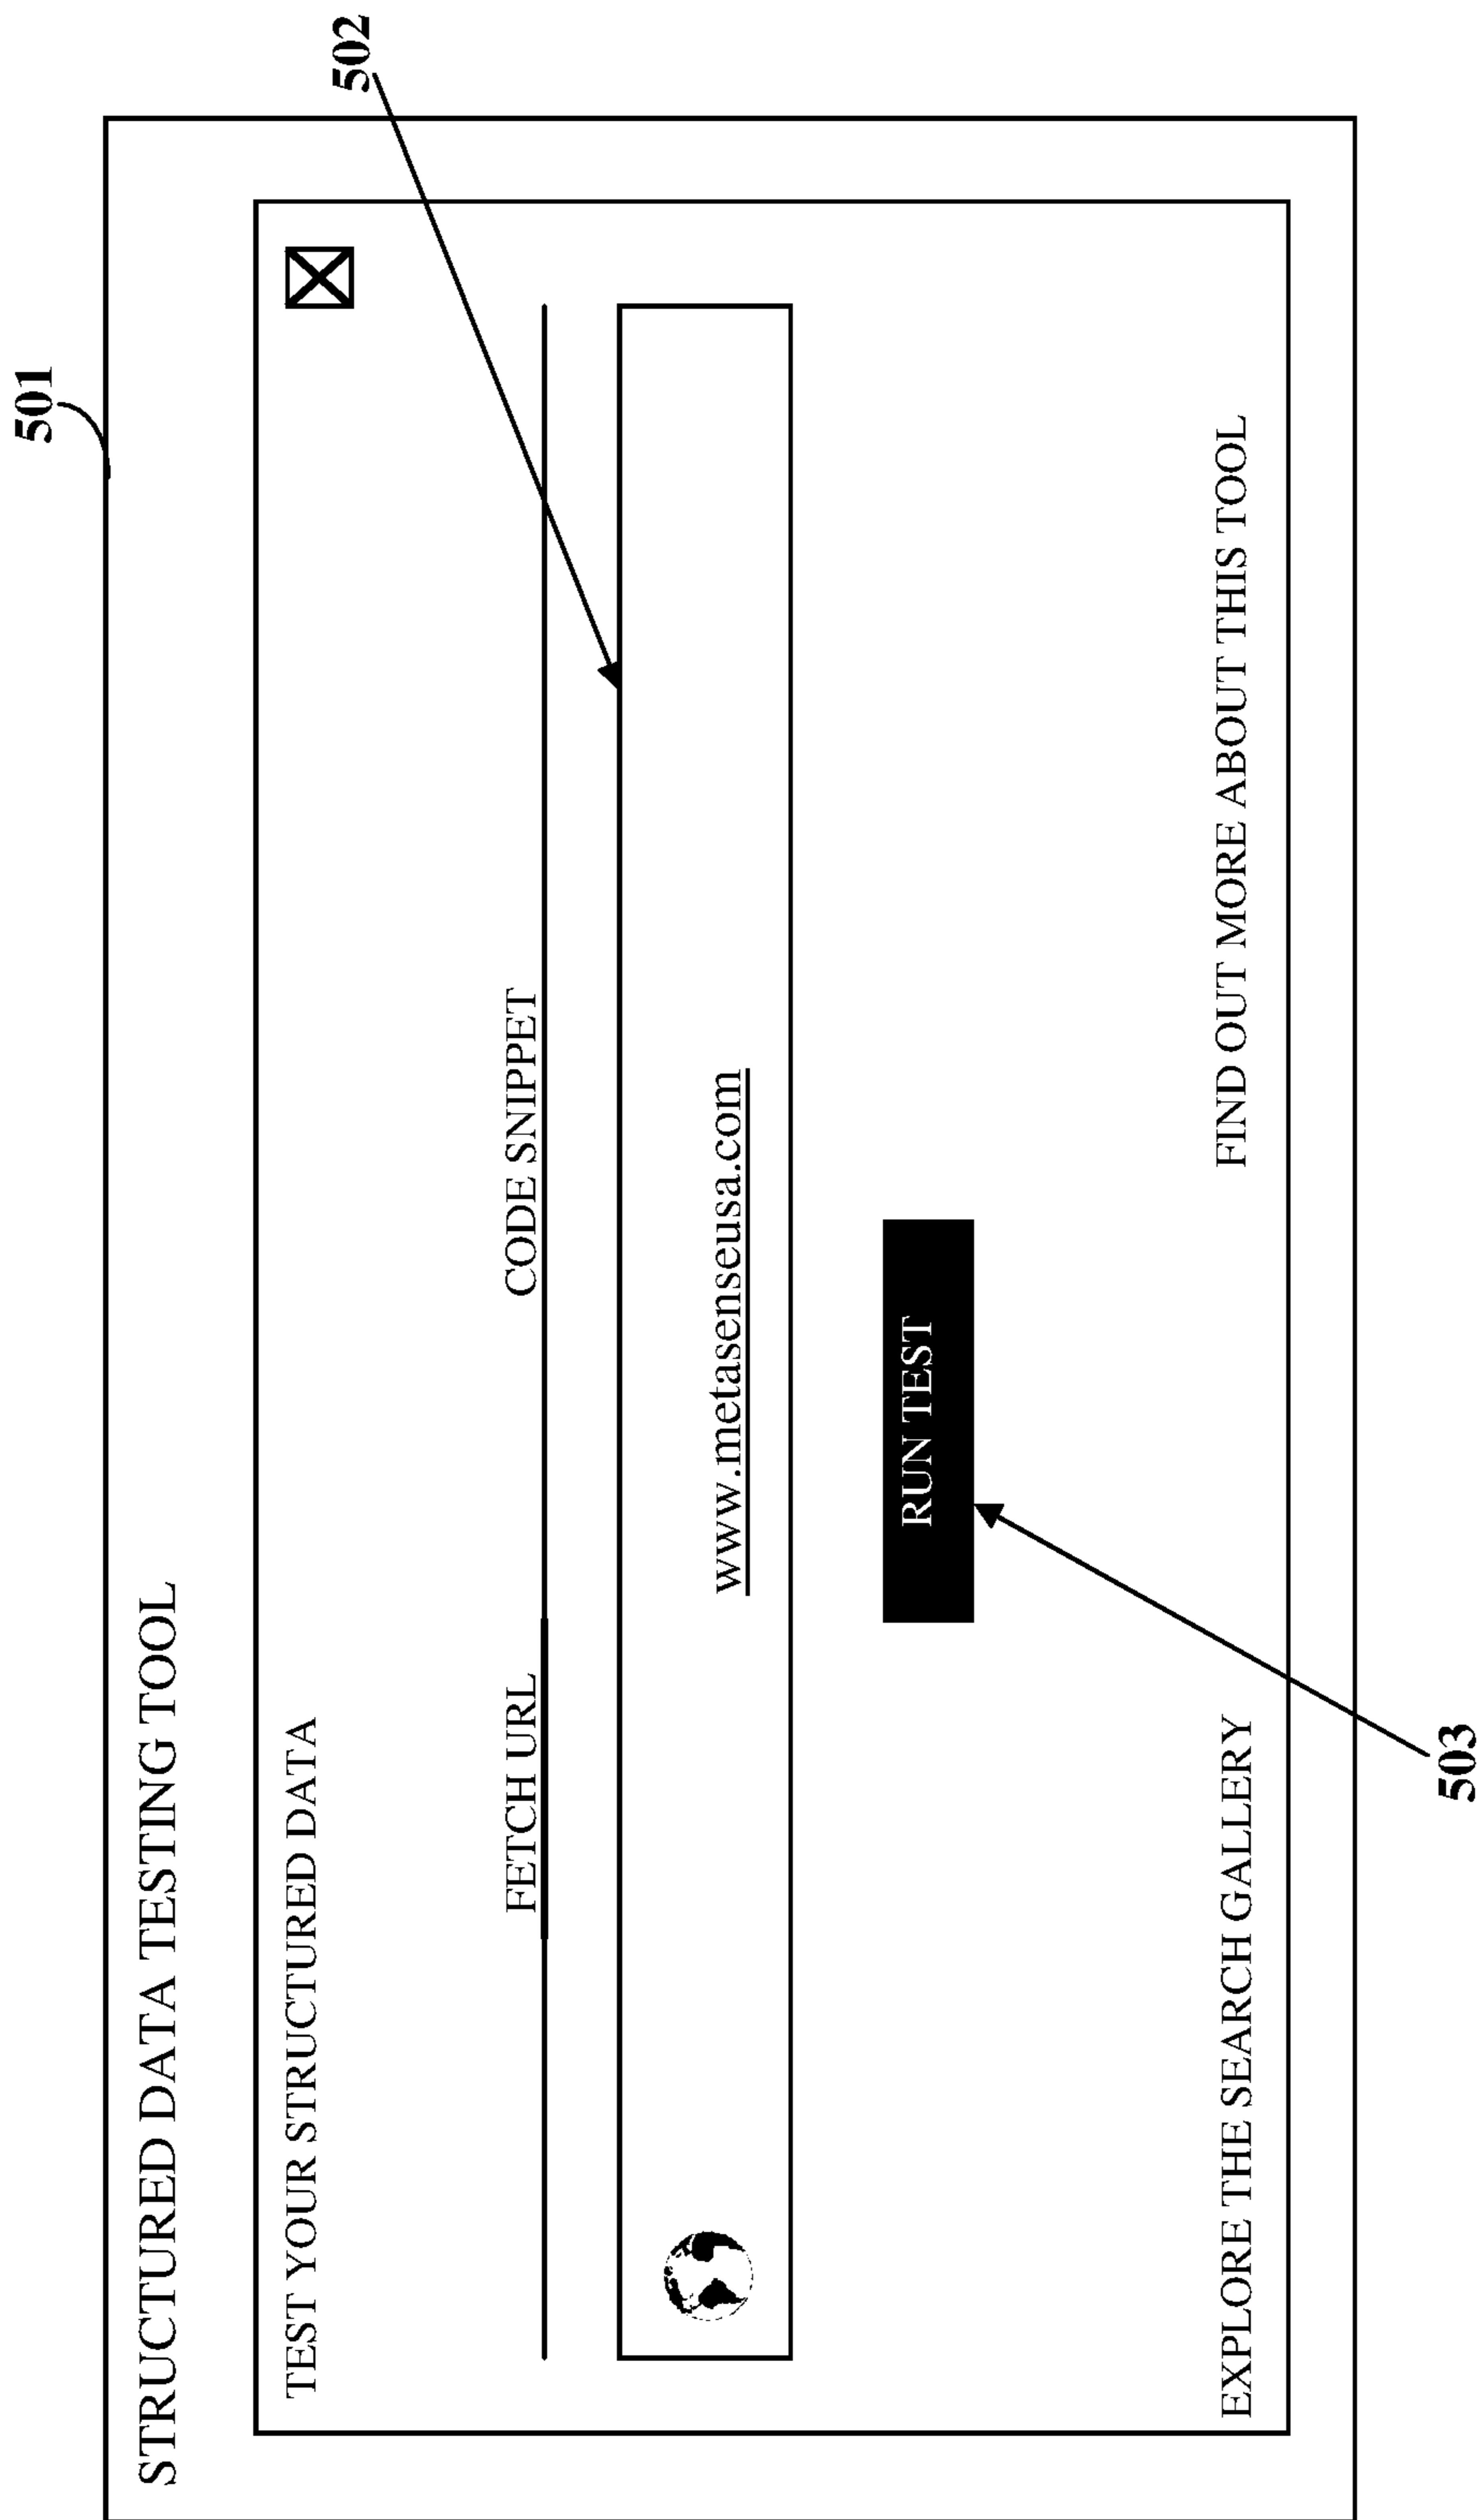 501
502
STRUCTURED DATA TESTING TOOL
TEST YOUR STRUCTURED DATA
FETCH URL
CODE SNIPPET
www.metasenseusa.com
RUN TEST
EXPLORE THE SEARCH GALLERY
FIND OUT MORE ABOUT THIS TOOL
503